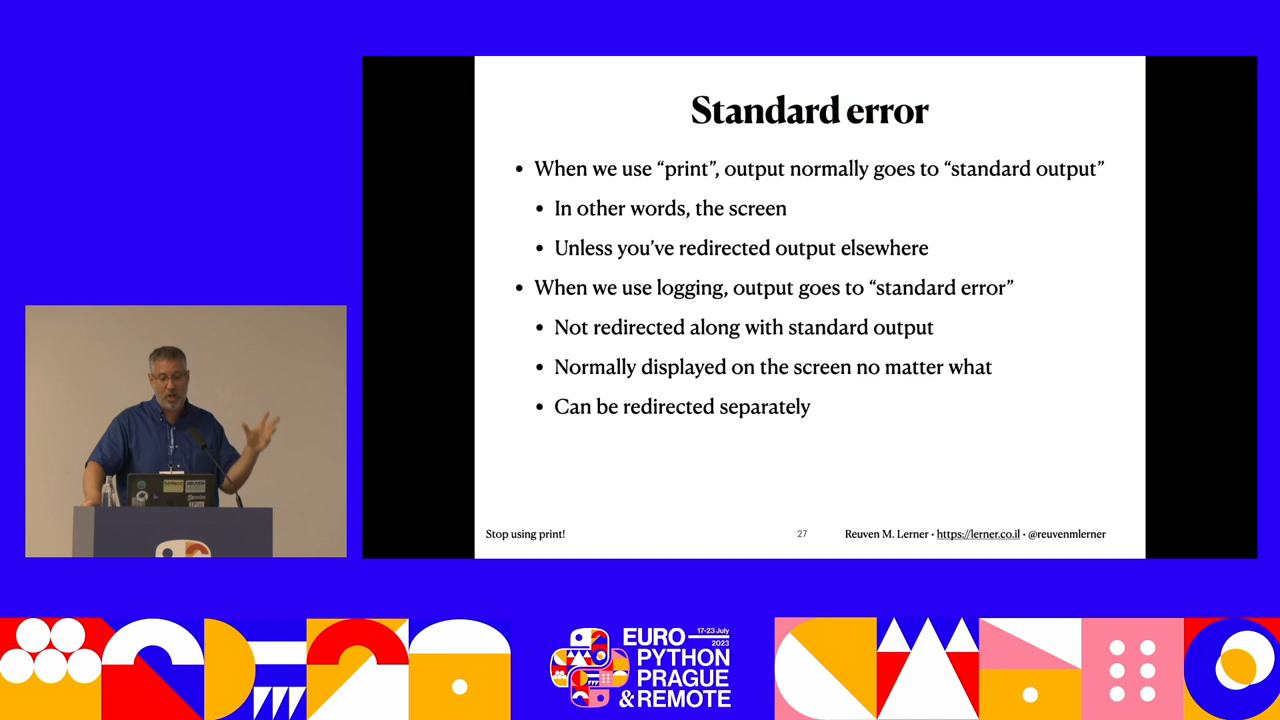 Standard error
• When we use “print”, output normally goes to “standard output”
• In other words, the screen
• Unless you’ve redirected output elsewhere
• When we use logging, output goes to “standard error”
• Not redirected along with standard output
• Normally displayed on the screen no matter what
• Can be redirected separately
Stop using print!
27
Reuven M. Lerner • https://lerner.co.il • @reuvenmlerner
17-23 July
2023
EURO
PYTHON
PRAGUE
& REMOTE